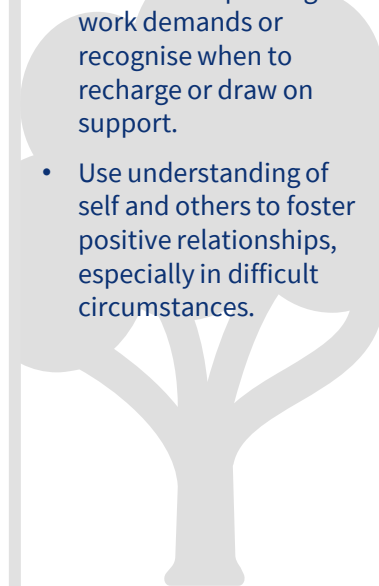 work demands or
recognise when to
recharge or draw on
support.
• Use understanding of
self and others to foster
positive relationships,
especially in difficult
circumstances.